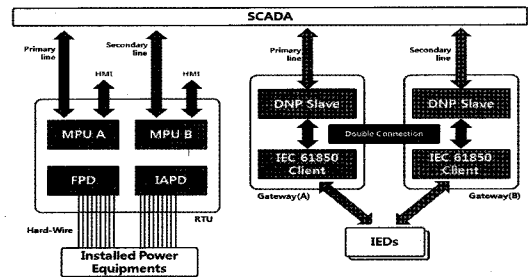 SCADA
Primary
line
Secondary
line
HMI
HMI
MPU A
MPU B
FPD
IAPD
RTU
Hard-Wire
Installed Power
Equipments
Primary
line
Secondary
line
DNP Slave
DNP Slave
Double Connection
IEC 61850
Client
IEC 61850
Client
Gateway(A)
Gateway(B)
IEDs